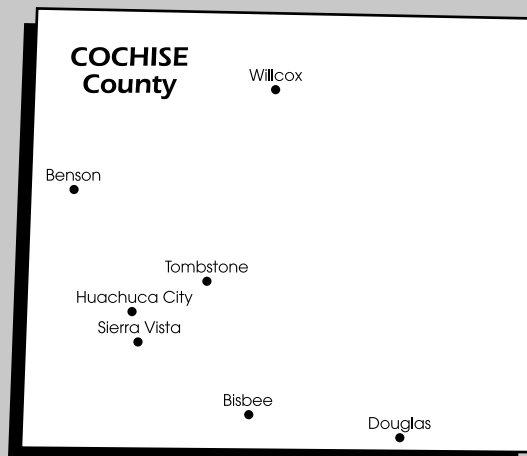 COCHISE
County
Willcox
Benson
Tombstone
Huachuca City
Sierra Vista
Bisbee
Douglas